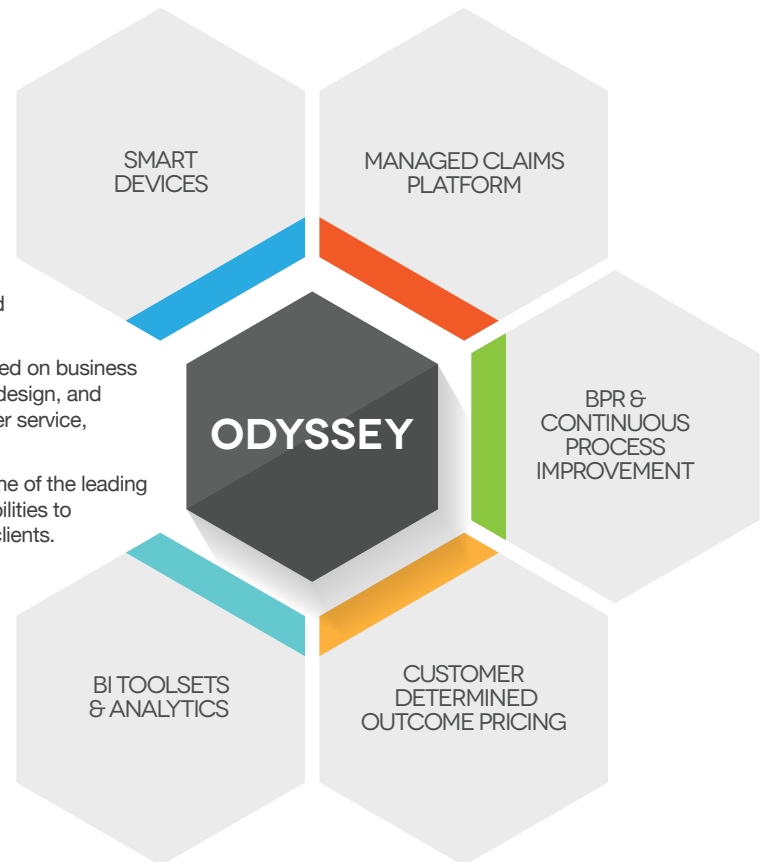 SMART
DEVICES
MANAGED CLAIMS
PLATFORM
ed on business
design, and
er service,
ne of the leading
bilities to
clients.
ODYSSEY
BPR &
CONTINUOUS
PROCESS
IMPROVEMENT
BI TOOLSETS
& ANALYTICS
CUSTOMER
DETERMINED
OUTCOME PRICING